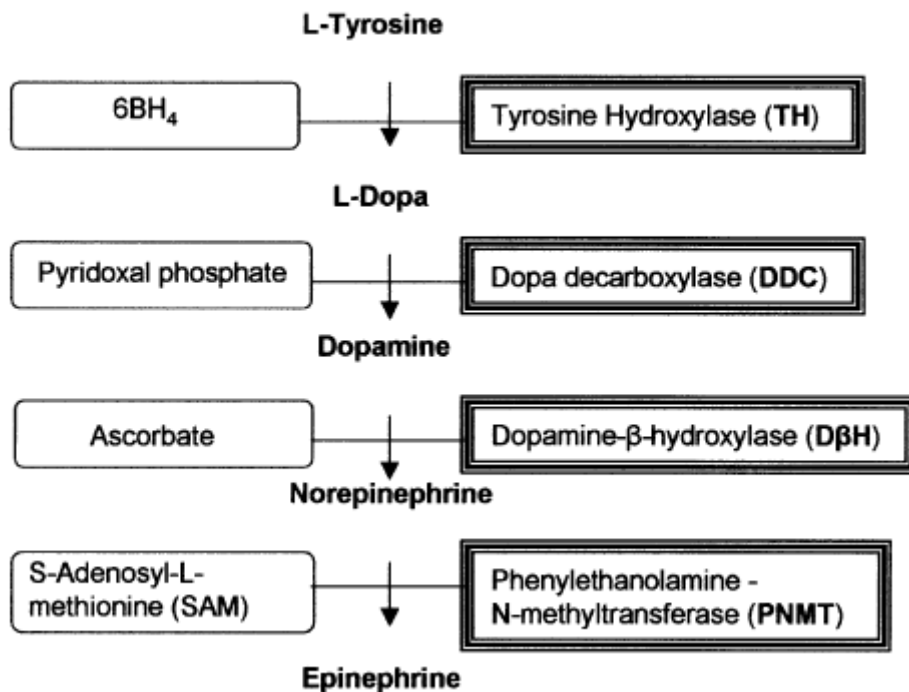 L-Tyrosine
6BH₄
Tyrosine Hydroxylase (TH)
L-Dopa
Pyridoxal phosphate
Dopa decarboxylase (DDC)
Dopamine
Ascorbate
Dopamine-β-hydroxylase (DβH)
Norepinephrine
S-Adenosyl-L-
methionine (SAM)
Phenylethanolamine -
N-methyltransferase (PNMT)
Epinephrine